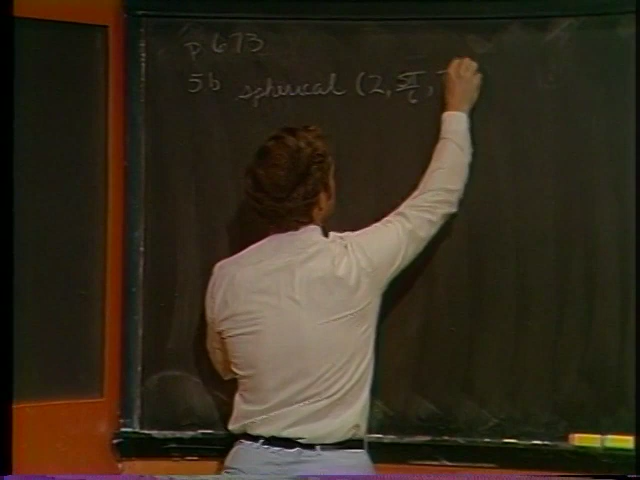 p 673
5b spherical (2, 5π/6,